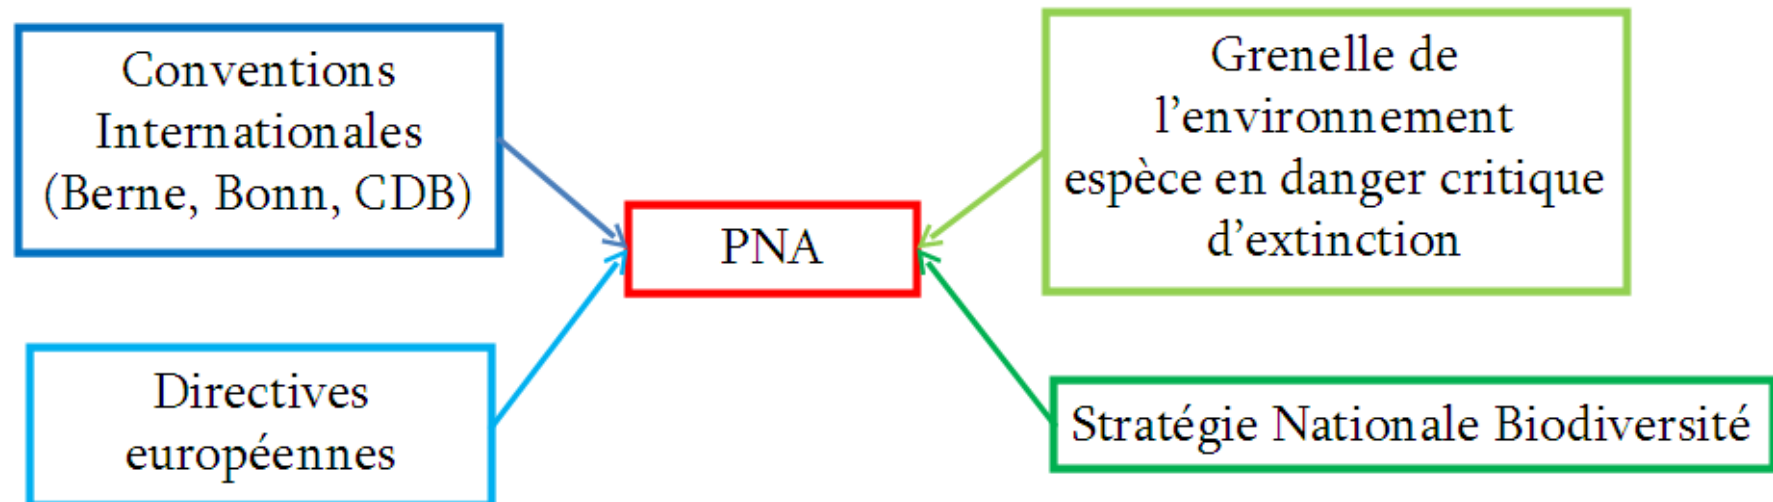 Conventions
Internationales
(Berne, Bonn, CDB)
Directives
européennes
PNA
Grenelle de
l'environnement
espèce en danger critique
d'extinction
Stratégie Nationale Biodiversité